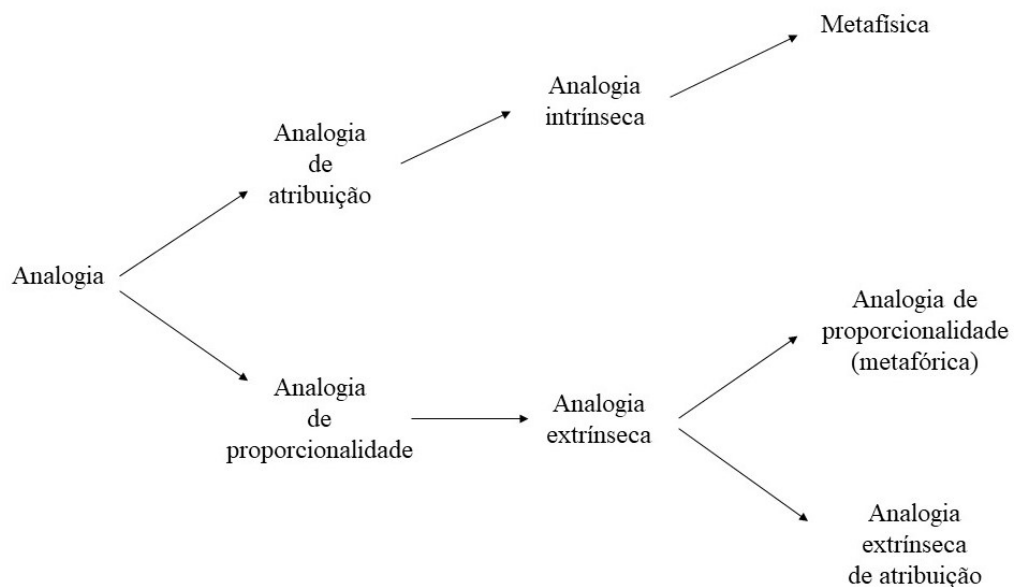 Metafísica
Analogia
intrínseca
Analogia
de
atribuição
Analogia
Analogia de
proporcionalidade
(metafórica)
Analogia
de
proporcionalidade
Analogia
extrínseca
Analogia
extrínseca
de atribuição